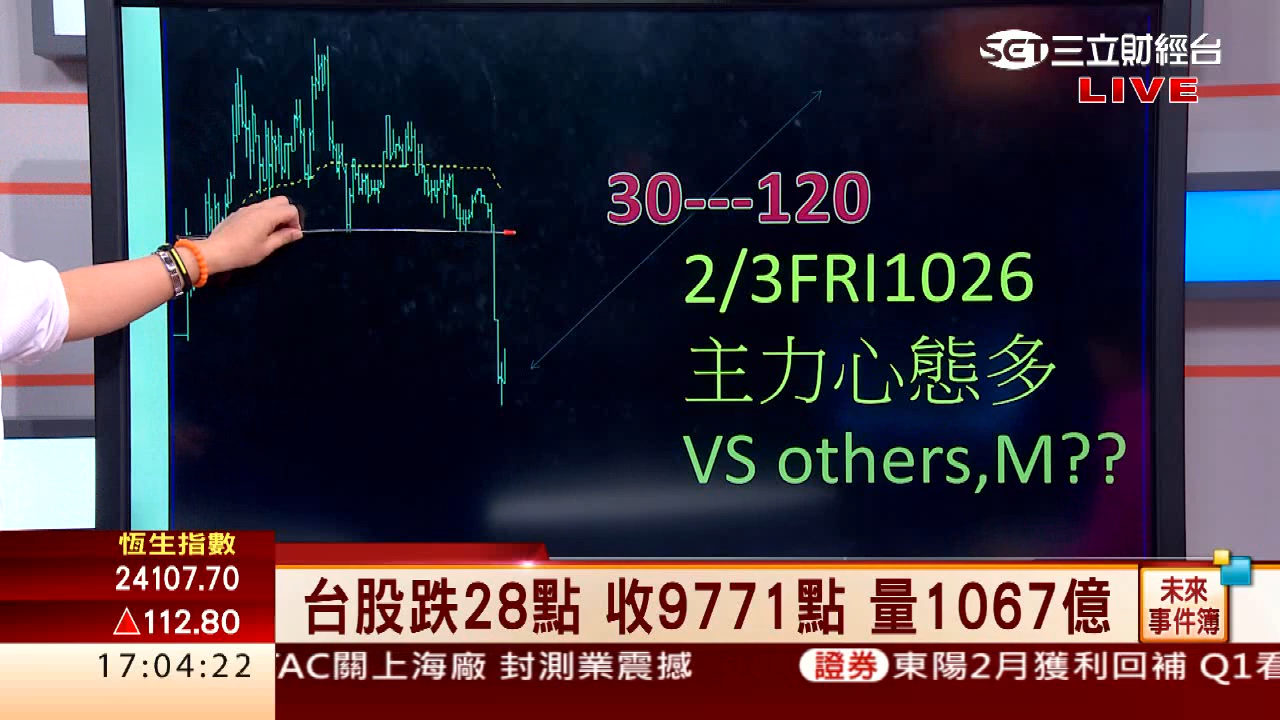 SET三立財經台
LIVE
30---120
2/3FRI1026
主力心態多
VS others,M??
恆生指數
24107.70
△112.80
17:04:22
台股跌28點 收9771點 量1067億
未來
事件簿
TAC關上海廠 封測業震撼
證券 東陽2月獲利回補 Q1看